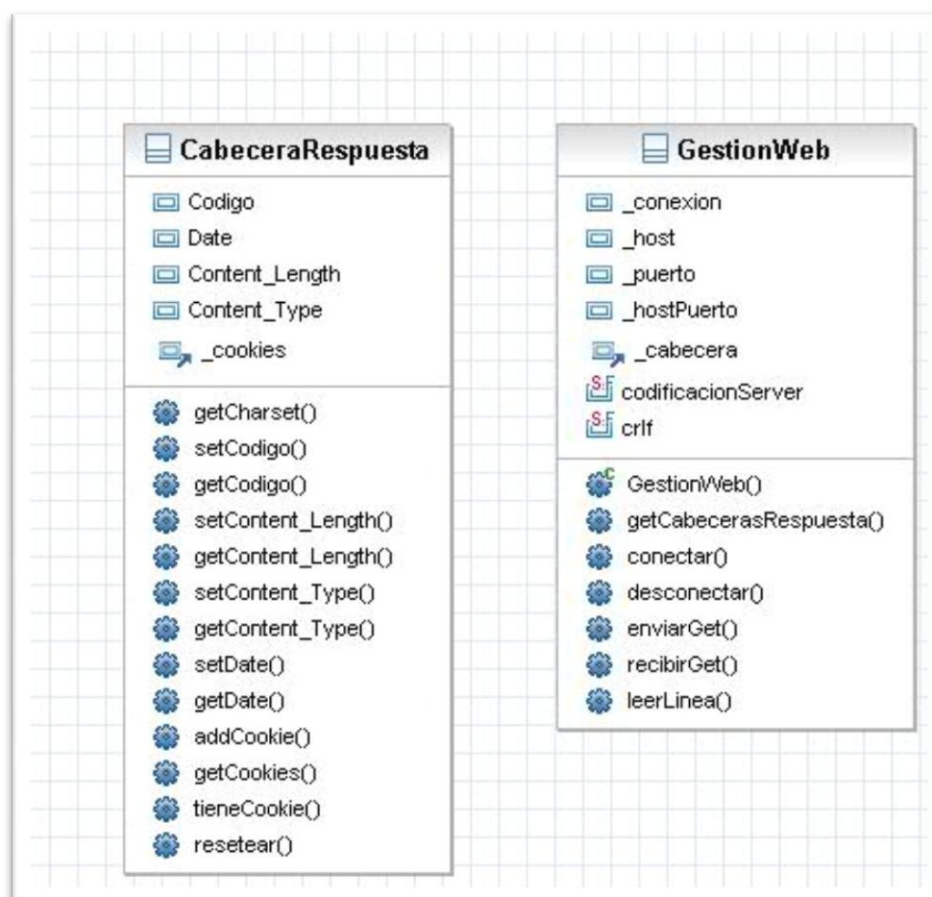 CabeceraRespuesta
Codigo
Date
Content_Length
Content_Type
_cookies
getCharset()
setCodigo()
getCodigo()
setContent_Length()
getContent_Length()
setContent_Type()
getContent_Type()
setDate()
getDate()
addCookie()
getCookies()
tieneCookie()
resetear()
GestionWeb
_conexion
_host
_puerto
_hostPuerto
_cabecera
S F codificacionServer
S F crlf
C GestionWeb()
getCabecerasRespuesta()
conectar()
desconectar()
enviarGet()
recibirGet()
leerLinea()